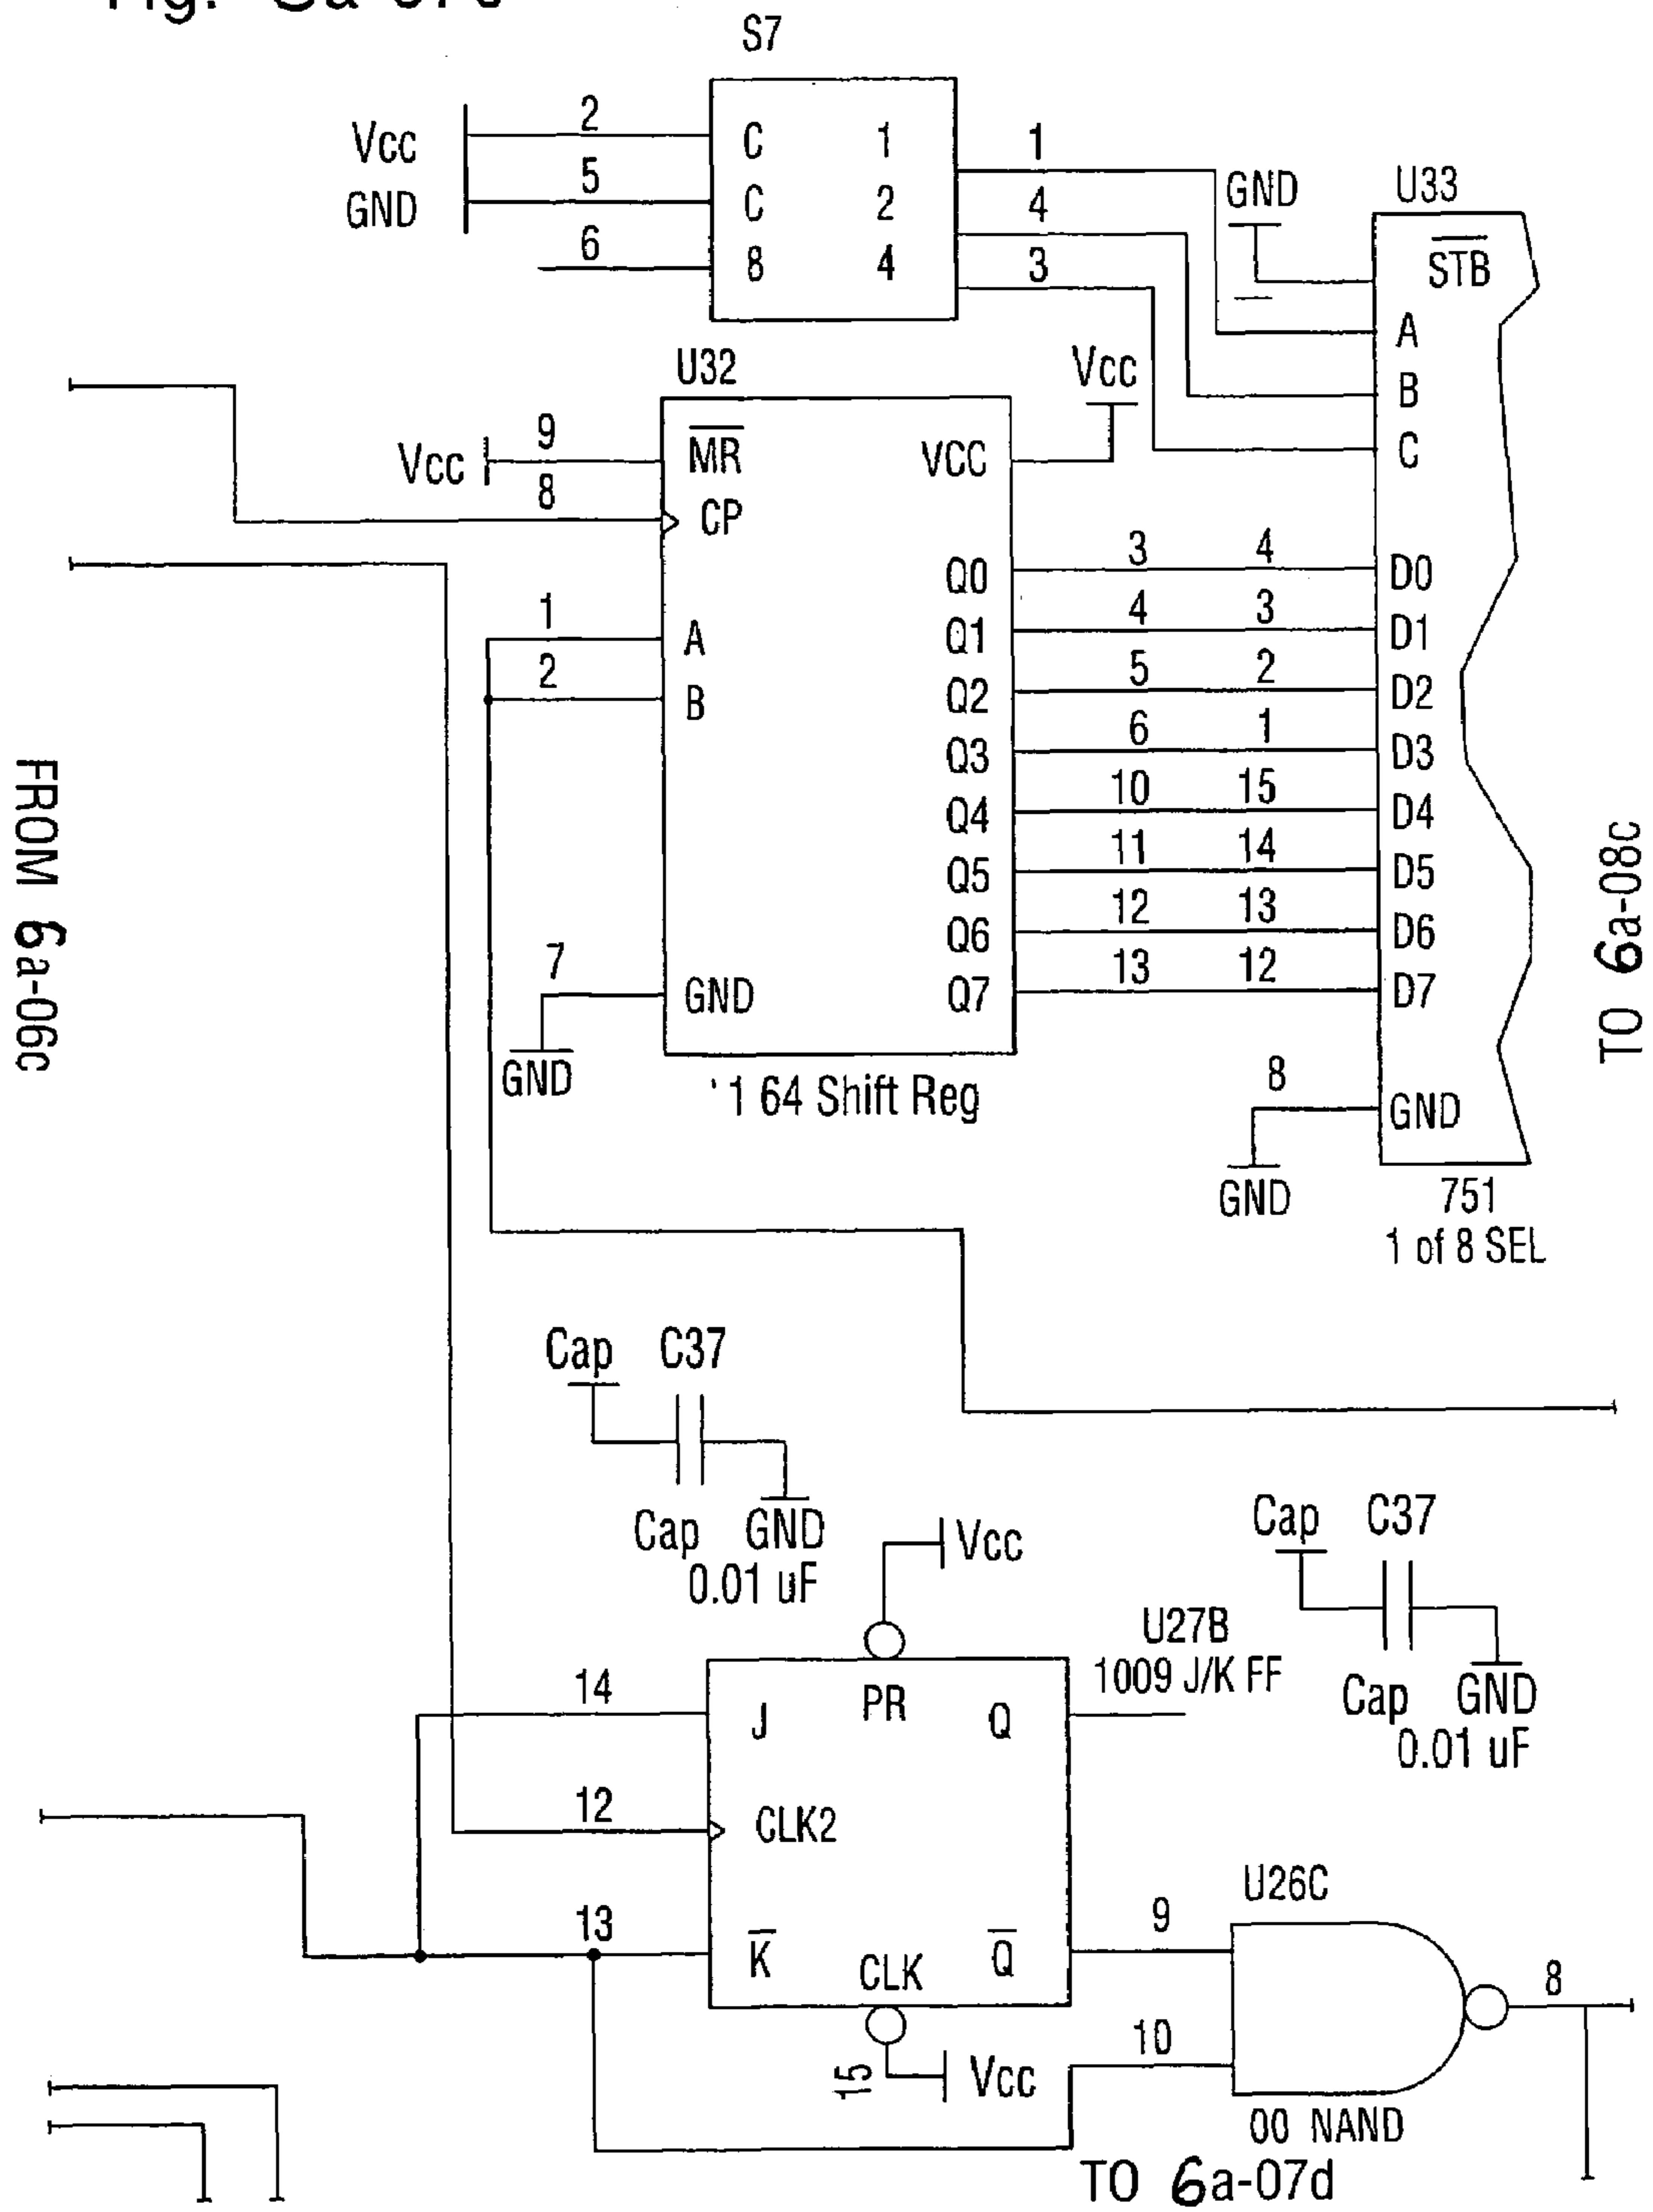 Fig.
S7
2
Vcc
C
1
1
5
GND
C
2
4
6
8
4
3
GND
U33
STB
A
B
C
U32
Vcc
9
Vcc
MR
VCC
8
CP
Q0
3
4
D0
1
A
Q1
4
3
D1
2
B
Q2
5
2
D2
Q3
6
1
D3
Q4
10
15
D4
Q5
11
14
D5
Q6
12
13
D6
7
GND
Q7
13
12
D7
GND
'1 64 Shift Reg
8
GND
GND
751
1 of 8 SEL
FROM 6a-06c
TO 6a-08c
Cap C37
Cap GND
0.01 uF
Vcc
Cap C37
Cap GND
0.01 uF
U27B
1009 J/K FF
14
J
PR
Q
12
CLK2
13
K
CLK
Q
9
U26C
8
10
15
Vcc
00 NAND
TO 6a-07d